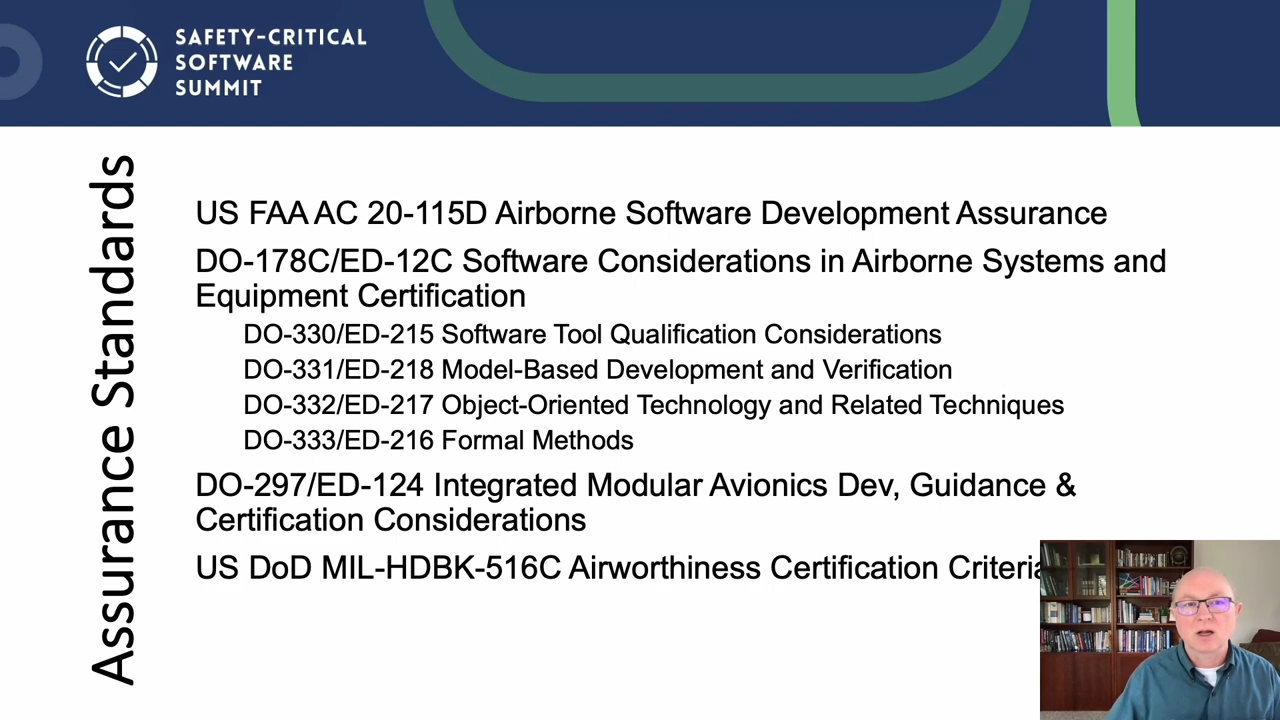 SAFETY-CRITICAL
SOFTWARE
SUMMIT
Assurance Standards
US FAA AC 20-115D Airborne Software Development Assurance
DO-178C/ED-12C Software Considerations in Airborne Systems and
Equipment Certification
DO-330/ED-215 Software Tool Qualification Considerations
DO-331/ED-218 Model-Based Development and Verification
DO-332/ED-217 Object-Oriented Technology and Related Techniques
DO-333/ED-216 Formal Methods
DO-297/ED-124 Integrated Modular Avionics Dev, Guidance &
Certification Considerations
US DoD MIL-HDBK-516C Airworthiness Certification Criteria